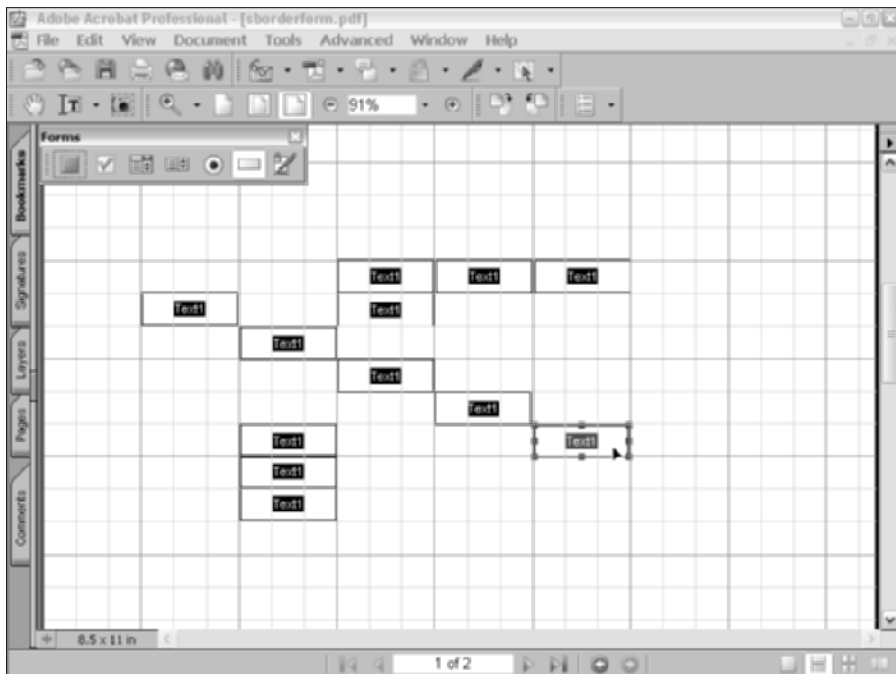 Adobe Acrobat Professional - [sborderform.pdf]
File Edit View Document Tools Advanced Window Help
91%
Forms
Bookmarks
Signatures
Layers
Pages
Comments
Text1 Text1 Text1
Text1 Text1
Text1
Text1
Text1
Text1 Text1
Text1
Text1
8.5 x 11 in
1 of 2